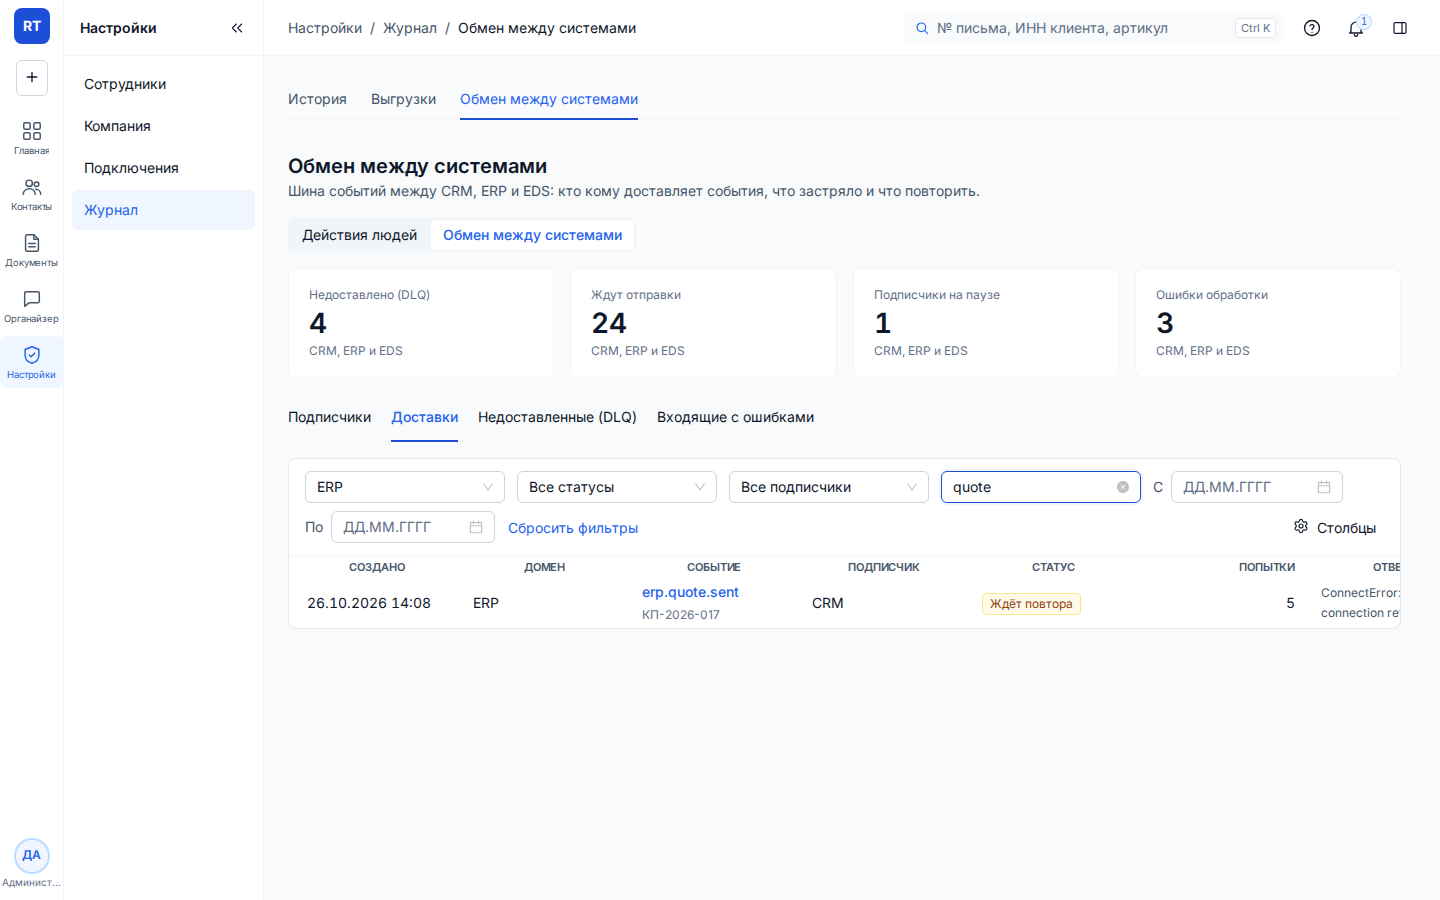 RT
Настройки
Настройки / Журнал / Обмен между системами
№ письма, ИНН клиента, артикул
Ctrl K
1
Главная
Контакты
Документы
Органайзер
Настройки
ДА
Админист...
Сотрудники
Компания
Подключения
Журнал
История Выгрузки Обмен между системами
Обмен между системами
Шина событий между CRM, ERP и EDS: кто кому доставляет события, что застряло и что повторить.
Действия людей Обмен между системами
Недоставлено (DLQ)
4
CRM, ERP и EDS
Ждут отправки
24
CRM, ERP и EDS
Подписчики на паузе
1
CRM, ERP и EDS
Ошибки обработки
3
CRM, ERP и EDS
Подписчики Доставки Недоставленные (DLQ) Входящие с ошибками
ERP Все статусы Все подписчики quote С ДД.ММ.ГГГГ
По ДД.ММ.ГГГГ Сбросить фильтры Столбцы
СОЗДАНО ДОМЕН СОБЫТИЕ ПОДПИСЧИК СТАТУС ПОПЫТКИ ОТВЕ
26.10.2026 14:08 ERP erp.quote.sent CRM Ждёт повтора 5 ConnectError:
КП-2026-017 connection re